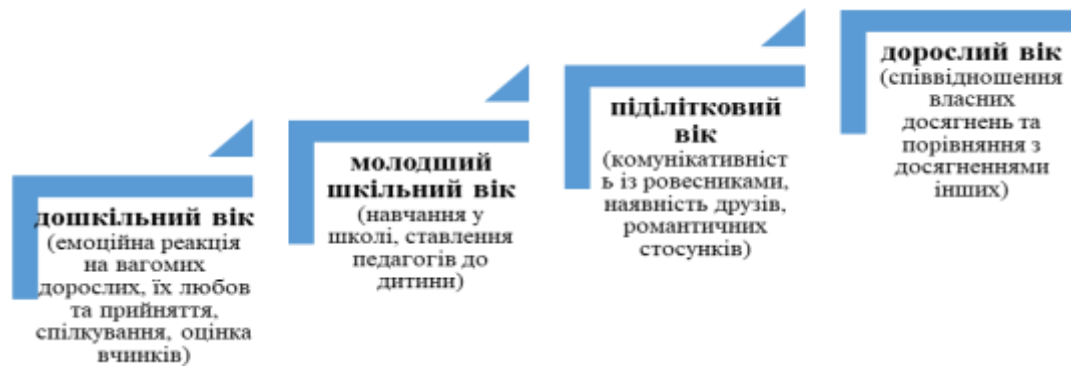 дошкільний вік
(емоційна реакція
на вагомих
дорослих, їх любов
та прийняття,
спілкування, оцінка
вчинків)
молодший
шкільний вік
(навчання у
школі, ставлення
педагогів до
дитини)
піділітковий
вік
(комунікативніст
ь із ровесниками,
наявність друзів,
романтичних
стосунків)
дорослий вік
(співвідношення
власних
досягнень та
порівняння з
досягненнями
інших)